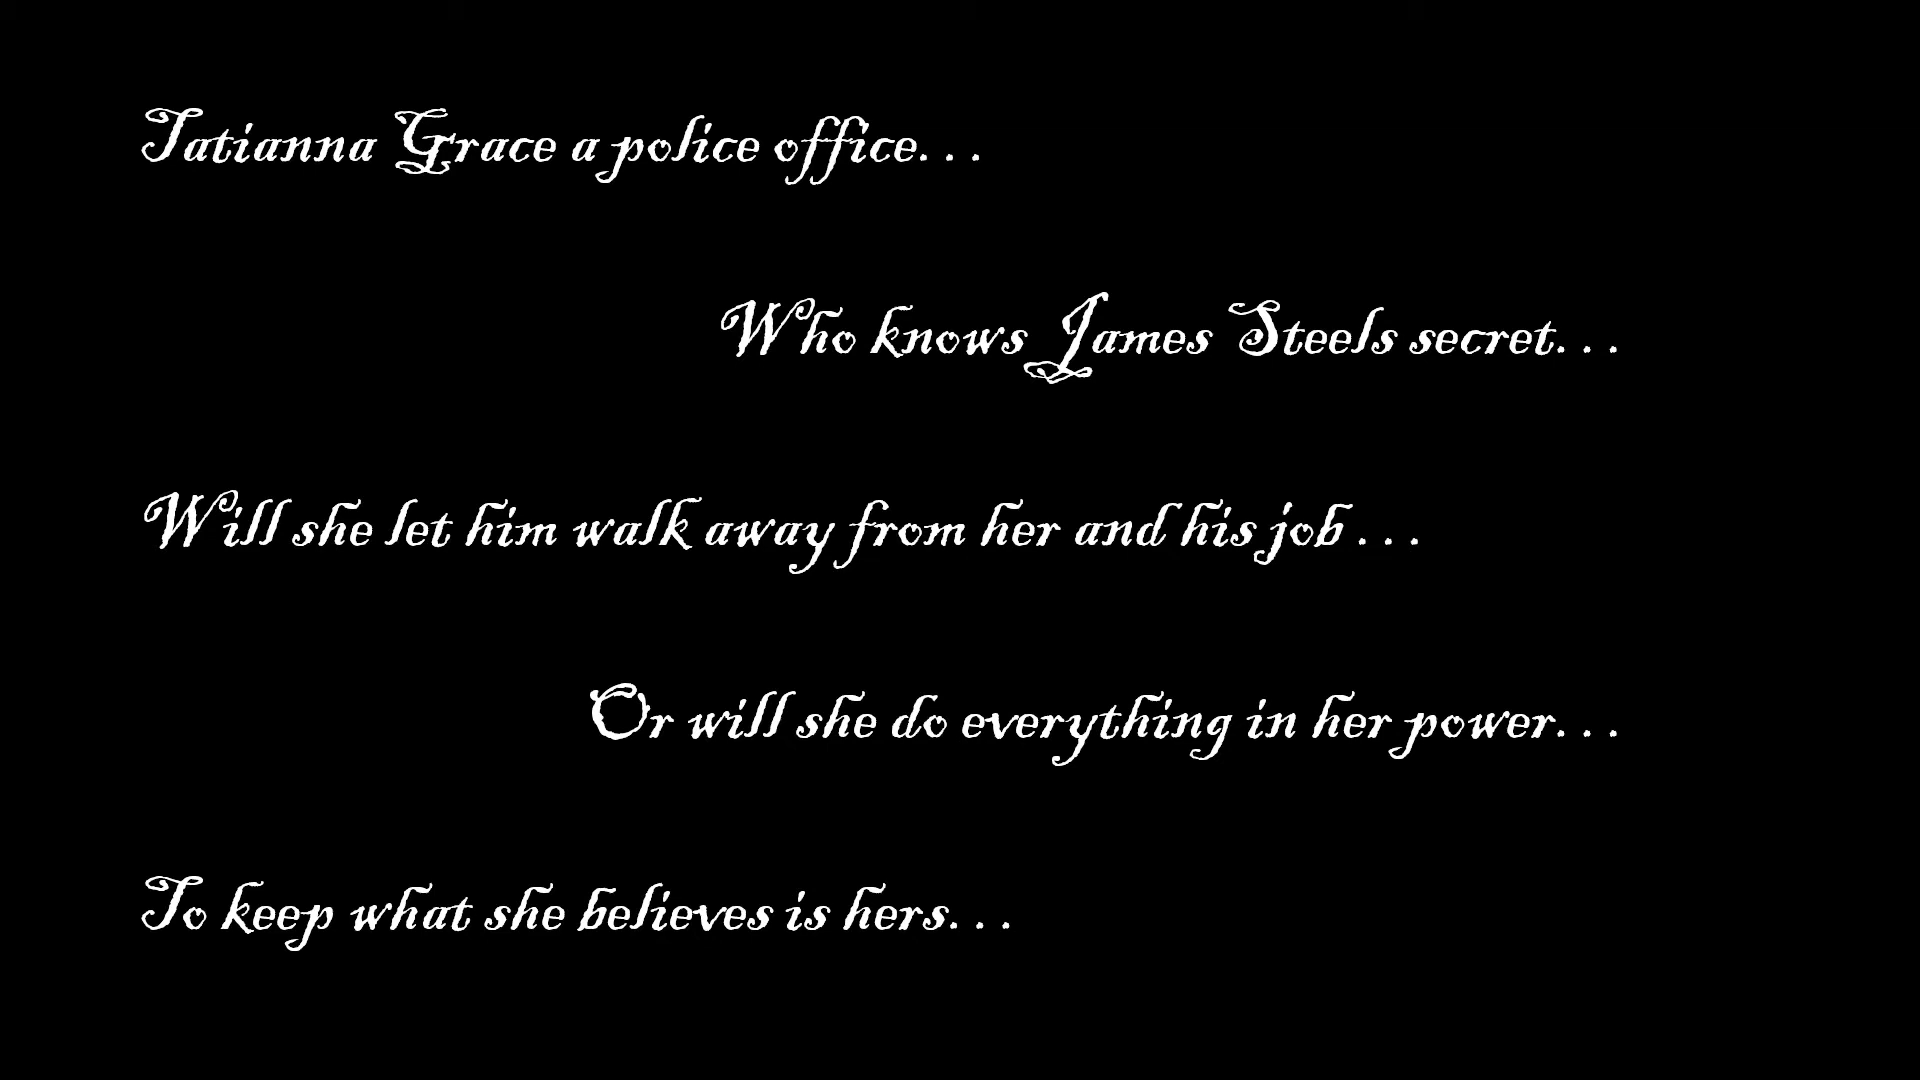 Tatianna Grace a police office...
Who knows James Steels secret...
Will she let him walk away from her and his job...
Or will she do everything in her power...
To keep what she believes is hers...